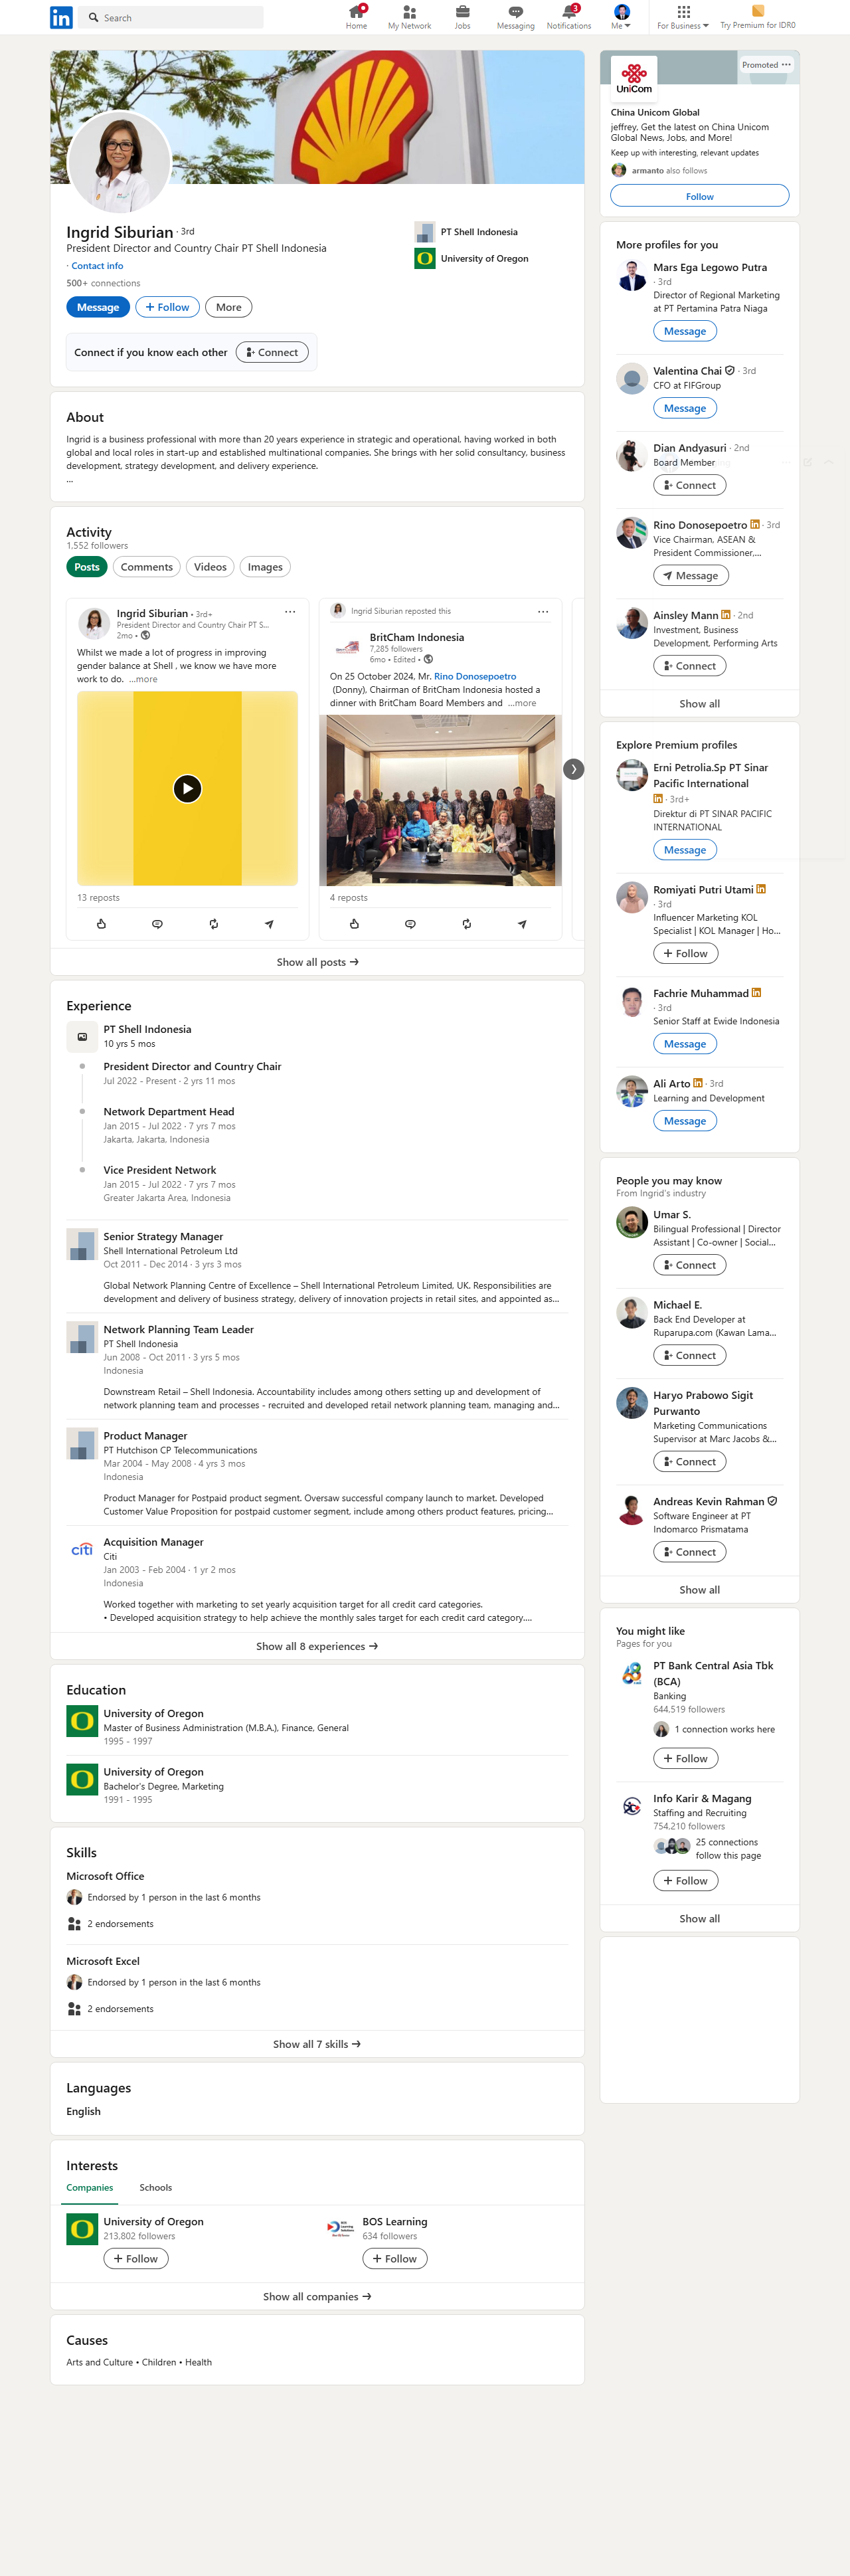 Search
Home
My Network
Jobs
Messaging
3
Notifications
Me
For Business
Try Premium for IDR0
Ingrid Siburian · 3rd
President Director and Country Chair PT Shell Indonesia
· Contact info
500+ connections
Message
Follow
More
PT Shell Indonesia
University of Oregon
Connect if you know each other
Connect
About
Ingrid is a business professional with more than 20 years experience in strategic and operational, having worked in both
global and local roles in start-up and established multinational companies. She brings with her solid consultancy, business
development, strategy development, and delivery experience.
...
Activity
1,552 followers
Posts
Comments
Videos
Images
Ingrid Siburian • 3rd+
President Director and Country Chair PT S...
2mo •
Whilst we made a lot of progress in improving
gender balance at Shell , we know we have more
work to do. ...more
13 reposts
Ingrid Siburian reposted this
BritCham Indonesia
7,285 followers
6mo • Edited •
On 25 October 2024, Mr. Rino Donosepoetro
(Donny), Chairman of BritCham Indonesia hosted a
dinner with BritCham Board Members and ...more
4 reposts
Show all posts →
Experience
PT Shell Indonesia
10 yrs 5 mos
President Director and Country Chair
Jul 2022 - Present · 2 yrs 11 mos
Network Department Head
Jan 2015 - Jul 2022 · 7 yrs 7 mos
Jakarta, Jakarta, Indonesia
Vice President Network
Jan 2015 - Jul 2022 · 7 yrs 7 mos
Greater Jakarta Area, Indonesia
Senior Strategy Manager
Shell International Petroleum Ltd
Oct 2011 - Dec 2014 · 3 yrs 3 mos
Global Network Planning Centre of Excellence – Shell International Petroleum Limited, UK. Responsibilities are
development and delivery of business strategy, delivery of innovation projects in retail sites, and appointed as...
Network Planning Team Leader
PT Shell Indonesia
Jun 2008 - Oct 2011 · 3 yrs 5 mos
Indonesia
Downstream Retail – Shell Indonesia. Accountability includes among others setting up and development of
network planning team and processes - recruited and developed retail network planning team, managing and...
Product Manager
PT Hutchison CP Telecommunications
Mar 2004 - May 2008 · 4 yrs 3 mos
Indonesia
Product Manager for Postpaid product segment. Oversaw successful company launch to market. Developed
Customer Value Proposition for postpaid customer segment, include among others product features, pricing...
citi
Acquisition Manager
Citi
Jan 2003 - Feb 2004 · 1 yr 2 mos
Indonesia
Worked together with marketing to set yearly acquisition target for all credit card categories.
• Developed acquisition strategy to help achieve the monthly sales target for each credit card category....
Show all 8 experiences →
Education
University of Oregon
Master of Business Administration (M.B.A.), Finance, General
1995 - 1997
University of Oregon
Bachelor's Degree, Marketing
1991 - 1995
Skills
Microsoft Office
Endorsed by 1 person in the last 6 months
2 endorsements
Microsoft Excel
Endorsed by 1 person in the last 6 months
2 endorsements
Show all 7 skills →
Languages
English
Interests
Companies
Schools
University of Oregon
213,802 followers
Follow
BOS Learning
634 followers
Follow
Show all companies →
Causes
Arts and Culture • Children • Health
Promoted
UniCom
China Unicom Global
jeffrey, Get the latest on China Unicom
Global News, Jobs, and More!
Keep up with interesting, relevant updates
armanto also follows
Follow
More profiles for you
Mars Ega Legowo Putra
· 3rd
Director of Regional Marketing
at PT Pertamina Patra Niaga
Message
Valentina Chai · 3rd
CFO at FIFGroup
Message
Dian Andyasuri · 2nd
Board Member
Connect
Rino Donosepoetro · 3rd
Vice Chairman, ASEAN &
President Commissioner,...
Message
Ainsley Mann · 2nd
Investment, Business
Development, Performing Arts
Connect
Show all
Explore Premium profiles
Erni Petrolia.Sp PT Sinar
Pacific International
· 3rd+
Direktur di PT SINAR PACIFIC
INTERNATIONAL
Message
Romiyati Putri Utami
· 3rd
Influencer Marketing KOL
Specialist | KOL Manager | Ho...
Follow
Fachrie Muhammad
· 3rd
Senior Staff at Ewide Indonesia
Message
Ali Arto · 3rd
Learning and Development
Message
People you may know
From Ingrid's industry
Umar S.
Bilingual Professional | Director
Assistant | Co-owner | Social...
Connect
Michael E.
Back End Developer at
Ruparupa.com (Kawan Lama...
Connect
Haryo Prabowo Sigit
Purwanto
Marketing Communications
Supervisor at Marc Jacobs &...
Connect
Andreas Kevin Rahman
Software Engineer at PT
Indomarco Prismatama
Connect
Show all
You might like
Pages for you
PT Bank Central Asia Tbk
(BCA)
Banking
644,519 followers
1 connection works here
Follow
Info Karir & Magang
Staffing and Recruiting
754,210 followers
25 connections
follow this page
Follow
Show all